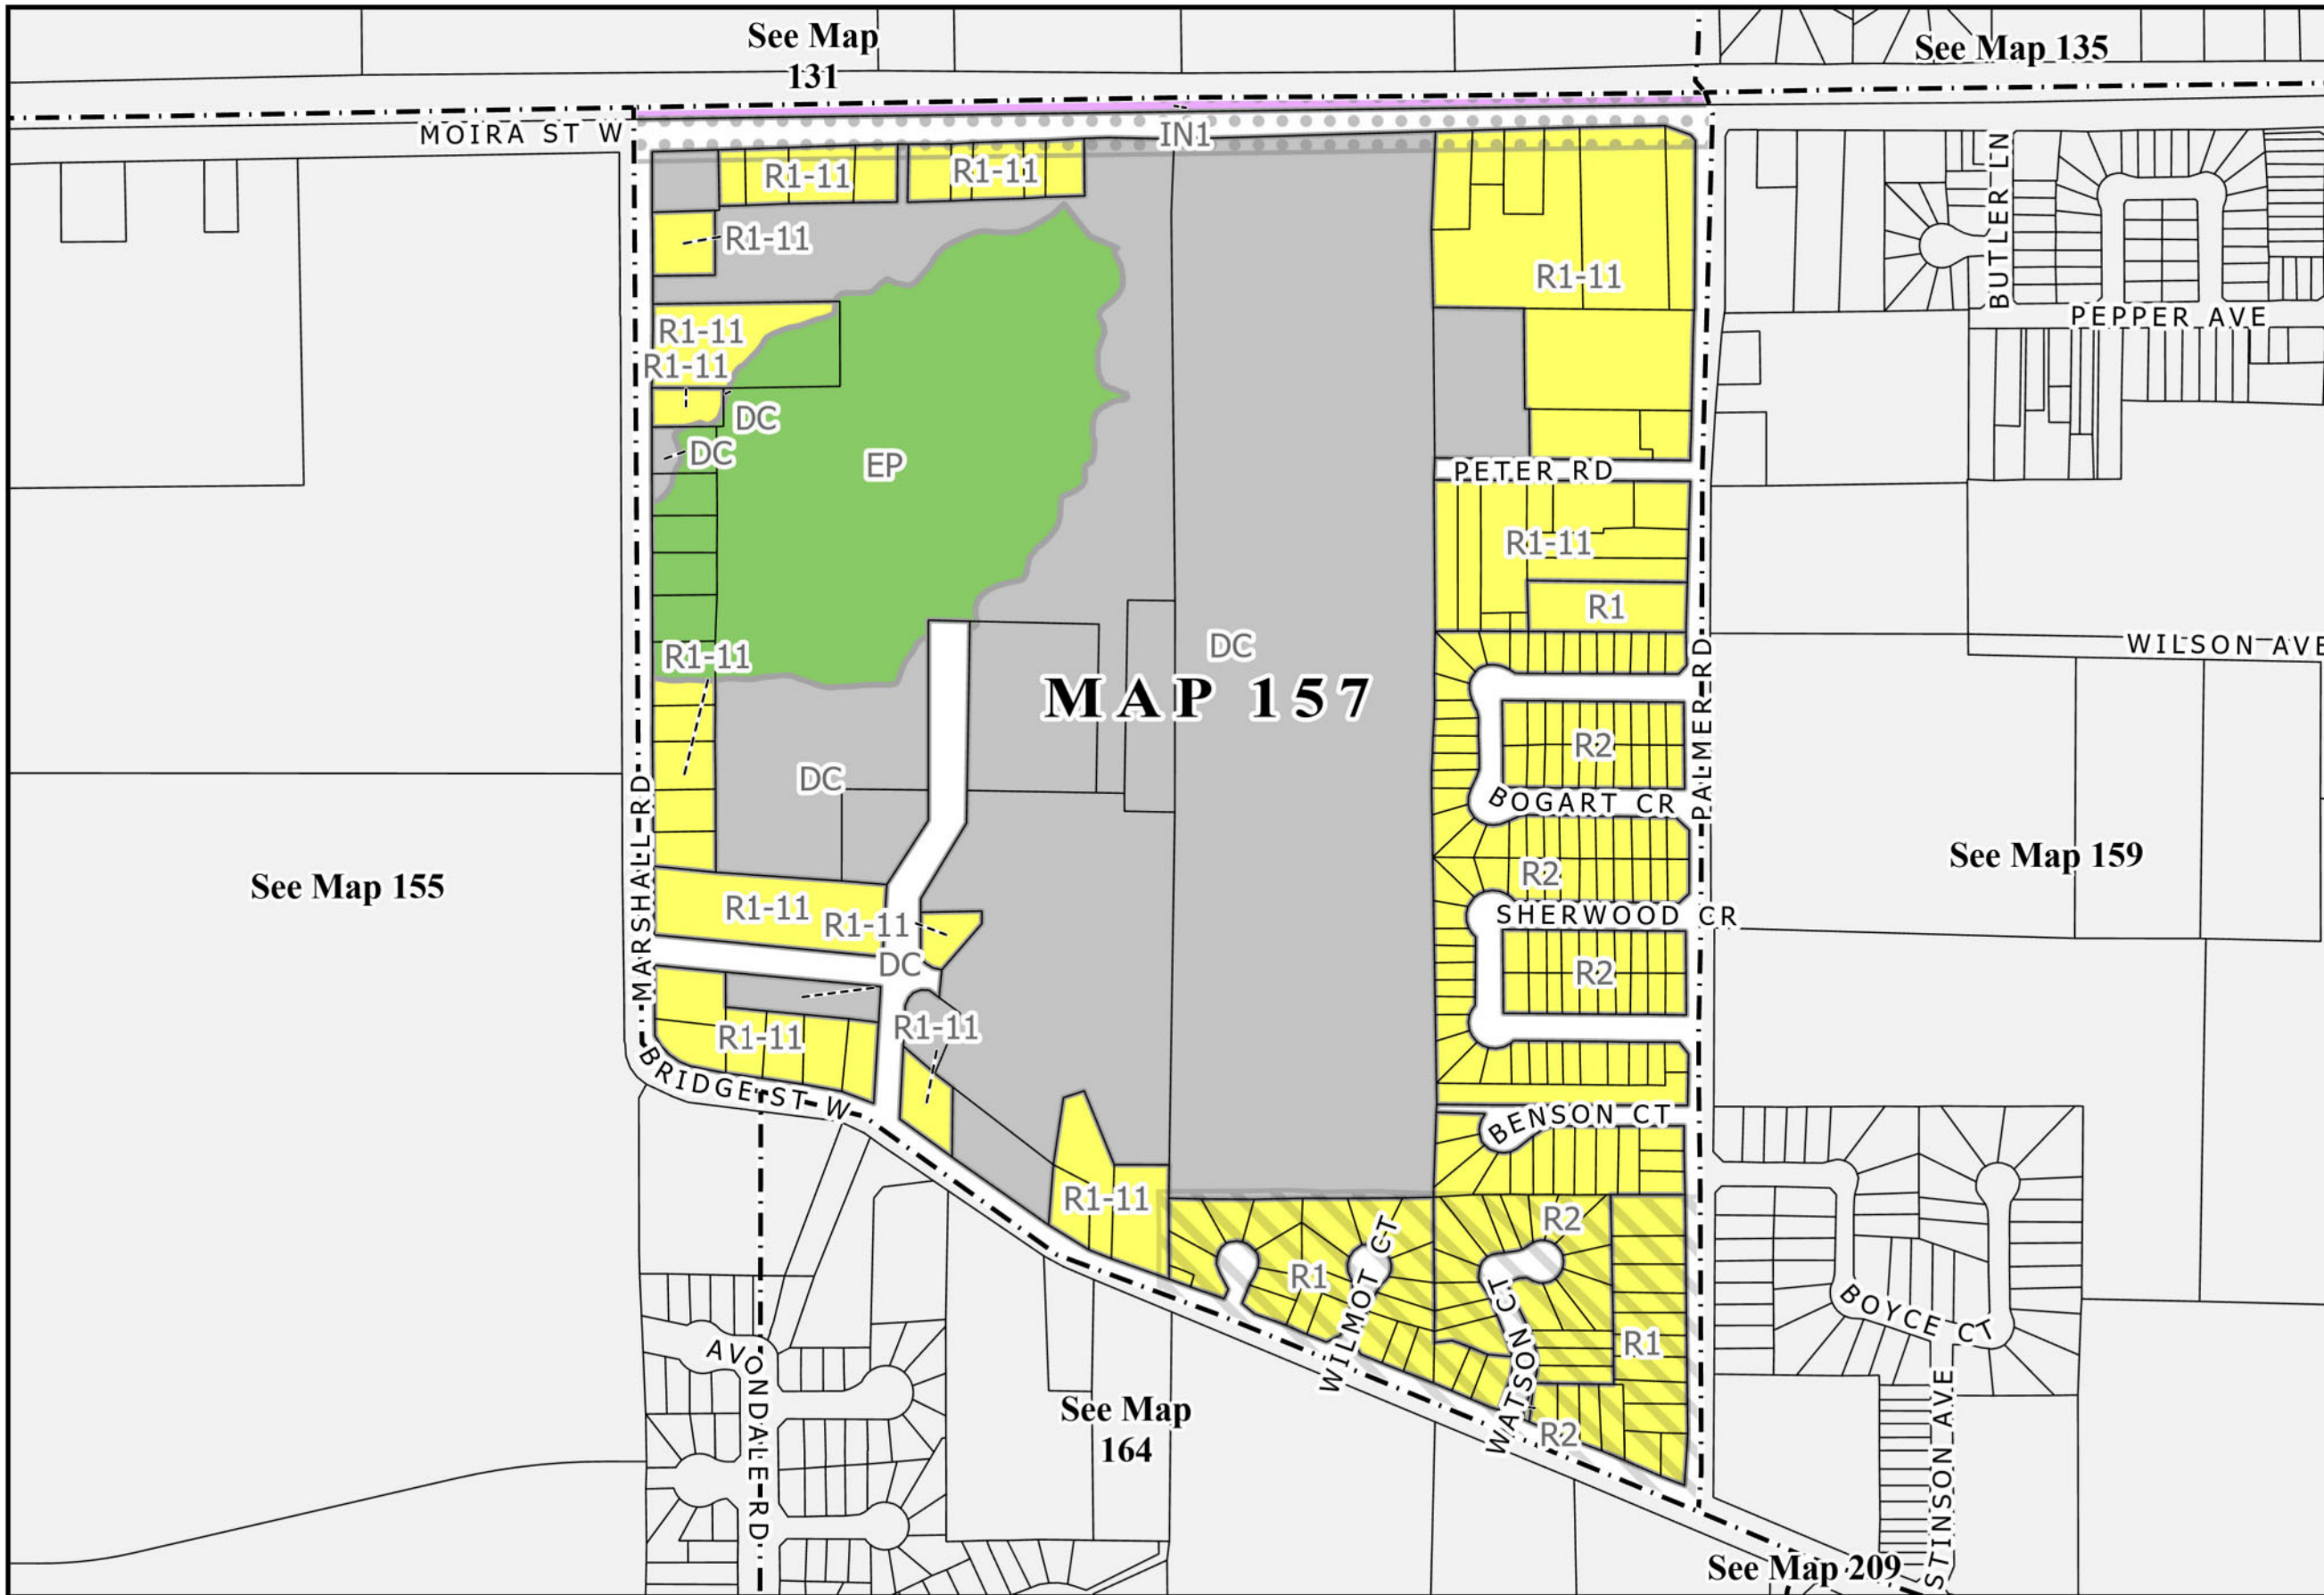 See Map
131
See Map 135
MOIRA ST W
IN1
R1-11
R1-11
R1-11
R1-11
BUTLER LN
PEPPER AVE
R1-11
R1-11
DC
DC
EP
PETER RD
R1-11
R1
R1-11
DC
WILSON AVE
MAP 157
PALMER RD
R2
DC
BOGART CR
MARSHALL RD
See Map 155
See Map 159
R2
R1-11
R1-11
SHERWOOD CR
DC
R2
R1-11
R1-11
BRIDGE ST W
BENSON CT
R1-11
R2
R1
WILMOT CT
WATSON CT
R1
BOYCE CT
AVONDALE RD
See Map
164
R2
STINSON AVE
See Map 209